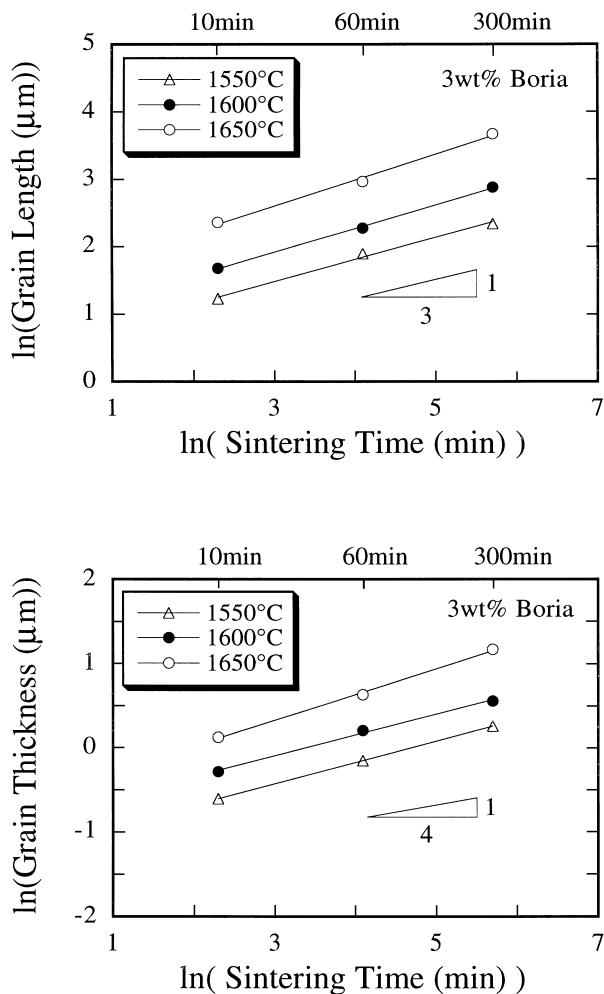 10min 60min 300min
5
1550°C
3wt% Boria
1600°C
4
1650°C
3
2
1
3
1
0
ln(Grain Length (μm))
1 3 5 7
ln( Sintering Time (min) )
10min 60min 300min
2
1550°C
3wt% Boria
1600°C
1650°C
1
0
1
4
-1
-2
ln(Grain Thickness (μm))
1 3 5 7
ln( Sintering Time (min) )